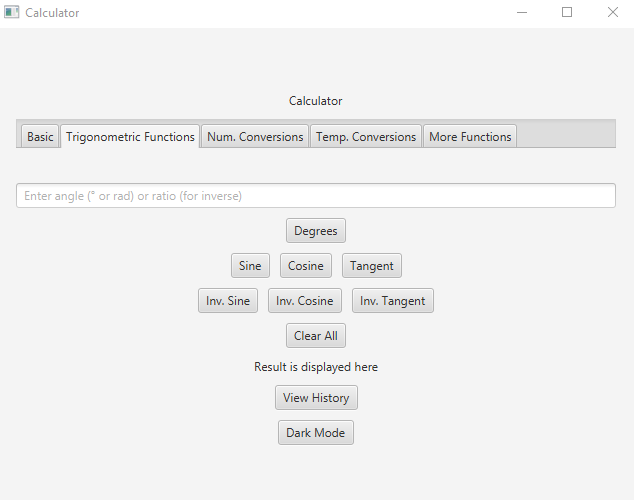 Calculator
Calculator
Basic Trigonometric Functions Num. Conversions Temp. Conversions More Functions
Enter angle (° or rad) or ratio (for inverse)
Degrees
Sine Cosine Tangent
Inv. Sine Inv. Cosine Inv. Tangent
Clear All
Result is displayed here
View History
Dark Mode